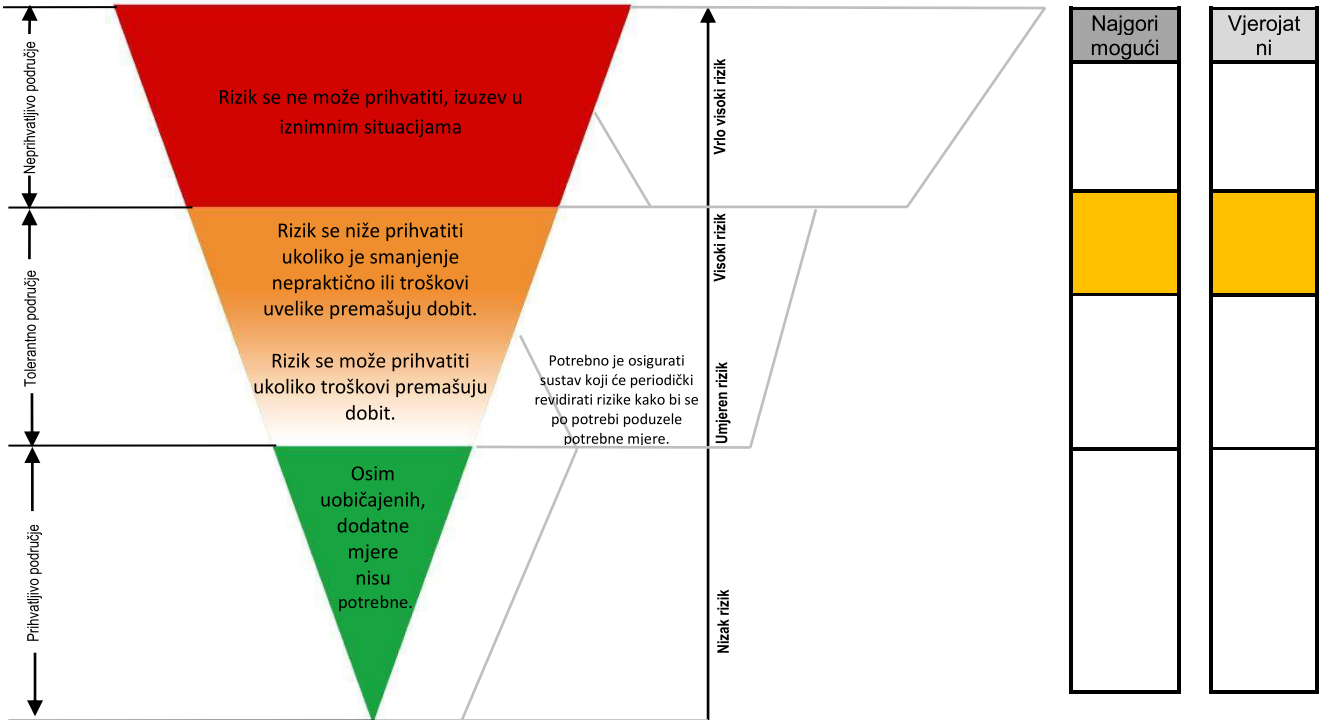 Neprihvatljivo područje
Tolerantno područje
Prihvatljivo područje
Rizik se ne može prihvatiti, izuzev u
iznimnim situacijama
Rizik se niže prihvatiti
ukoliko je smanjenje
nepraktično ili troškovi
uvelike premašuju dobit.
Rizik se može prihvatiti
ukoliko troškovi premašuju
dobit.
Osim
uobičajenih,
dodatne
mjere
nisu
potrebne.
Potrebno je osigurati
sustav koji će periodički
revidirati rizike kako bi se
po potrebi poduzele
potrebne mjere.
Vrlo visoki rizik
Visoki rizik
Umjeren rizik
Nizak rizik
Najgori
mogući
Vjerojat
ni